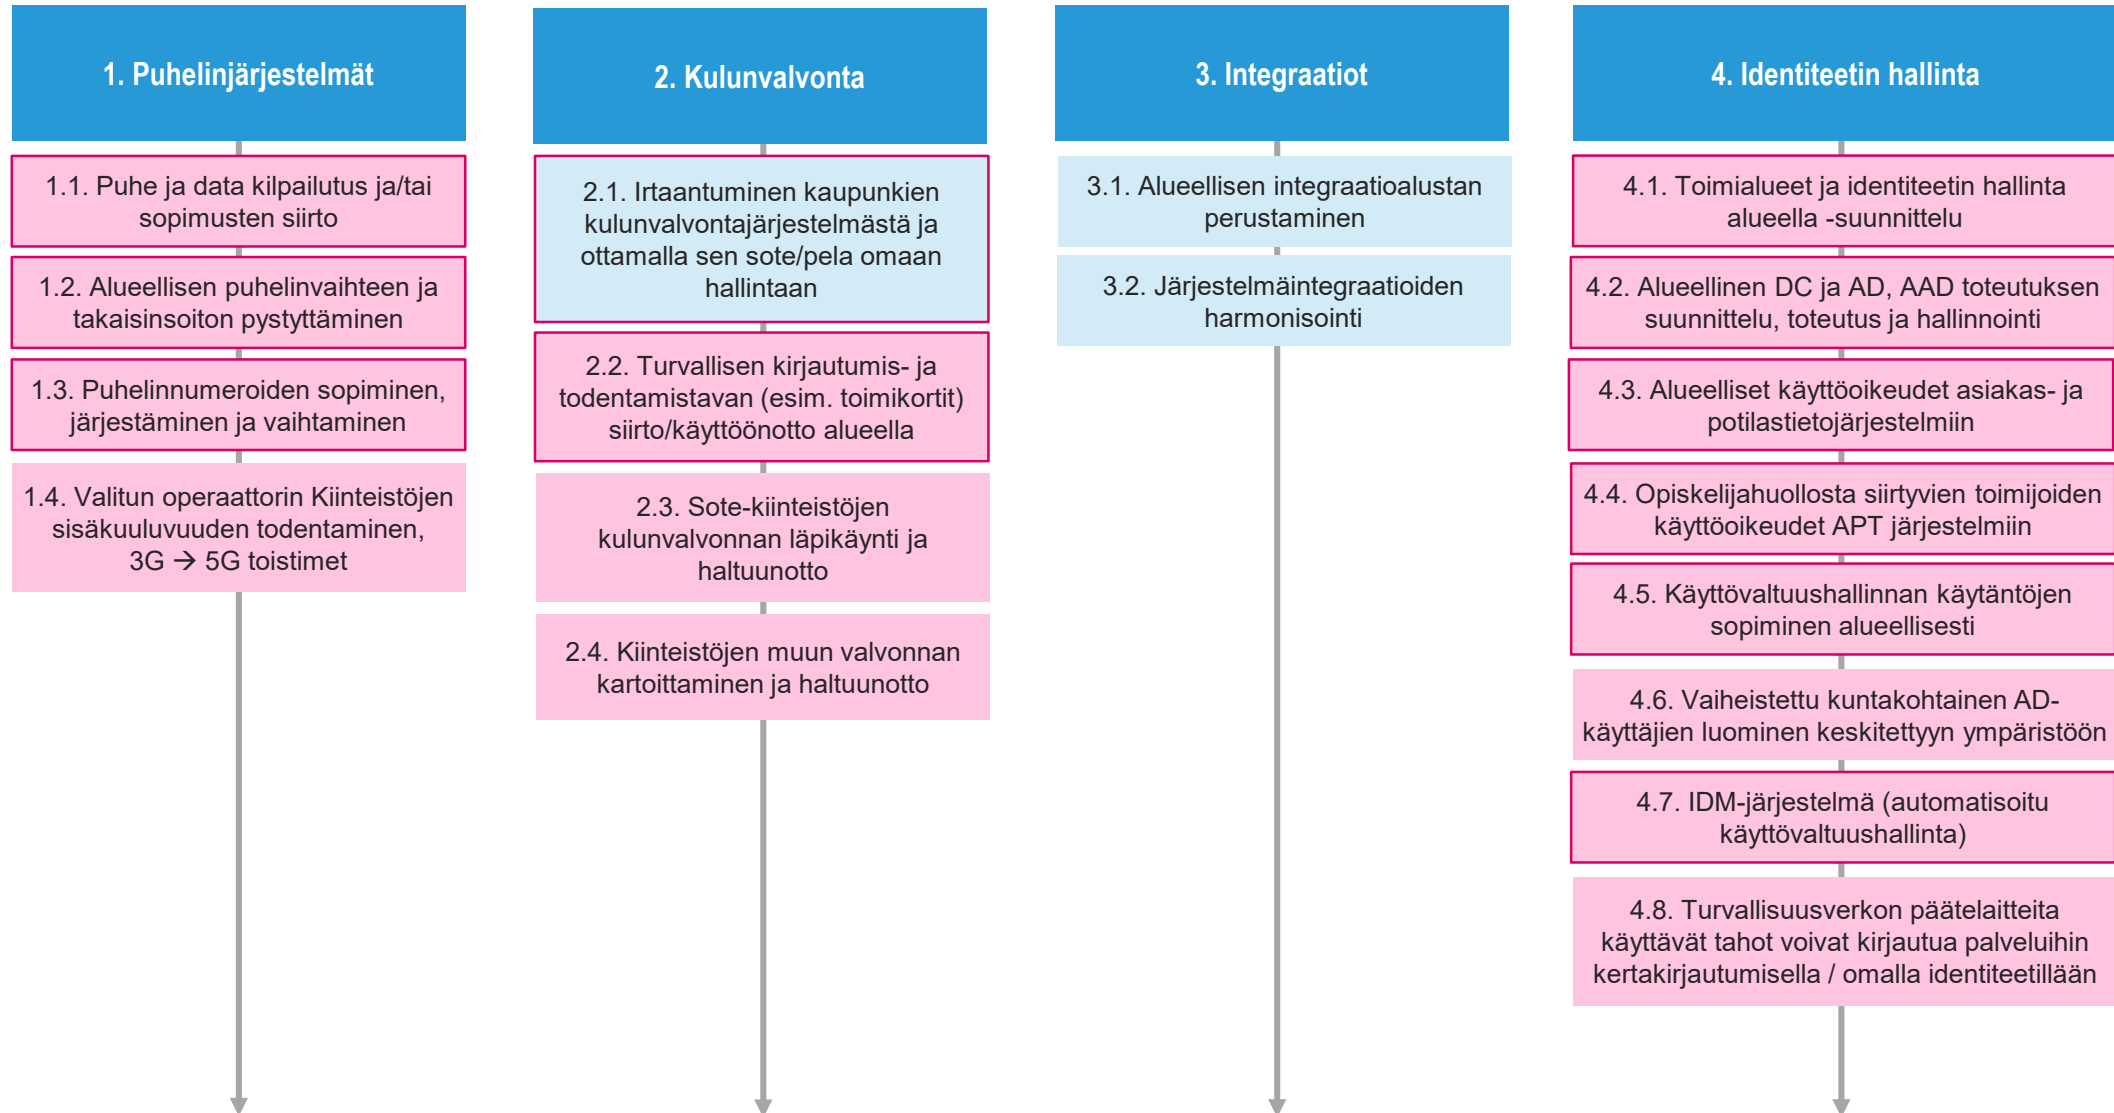 1. Puhelinjärjestelmät
1.1. Puhe ja data kilpailutus ja/tai
sopimusten siirto
1.2. Alueellisen puhelinvaihteen ja
takaisinsoiton pystyttäminen
1.3. Puhelinnumeroiden sopiminen,
järjestäminen ja vaihtaminen
1.4. Valitun operaattorin Kiinteistöjen
sisäkuuluvuuden todentaminen,
3G → 5G toistimet
2. Kulunvalvonta
2.1. Irtaantuminen kaupunkien
kulunvalvontajärjestelmästä ja
ottamalla sen sote/pela omaan
hallintaan
2.2. Turvallisen kirjautumis- ja
todentamistavan (esim. toimikortit)
siirto/käyttöönotto alueella
2.3. Sote-kiinteistöjen
kulunvalvonnan läpikäynti ja
haltuunotto
2.4. Kiinteistöjen muun valvonnan
kartoittaminen ja haltuunotto
3. Integraatiot
3.1. Alueellisen integraatioalustan
perustaminen
3.2. Järjestelmäintegraatioiden
harmonisointi
4. Identiteetin hallinta
4.1. Toimialueet ja identiteetin hallinta
alueella -suunnittelu
4.2. Alueellinen DC ja AD, AAD toteutuksen
suunnittelu, toteutus ja hallinnointi
4.3. Alueelliset käyttöoikeudet asiakas- ja
potilastietojärjestelmiin
4.4. Opiskelijahuollosta siirtyvien toimijoiden
käyttöoikeudet APT järjestelmiin
4.5. Käyttövaltuushallinnan käytäntöjen
sopiminen alueellisesti
4.6. Vaiheistettu kuntakohtainen AD-
käyttäjien luominen keskitettyyn ympäristöön
4.7. IDM-järjestelmä (automatisoitu
käyttövaltuushallinta)
4.8. Turvallisuusverkon päätelaitteita
käyttävät tahot voivat kirjautua palveluihin
kertakirjautumisella / omalla identiteetillään